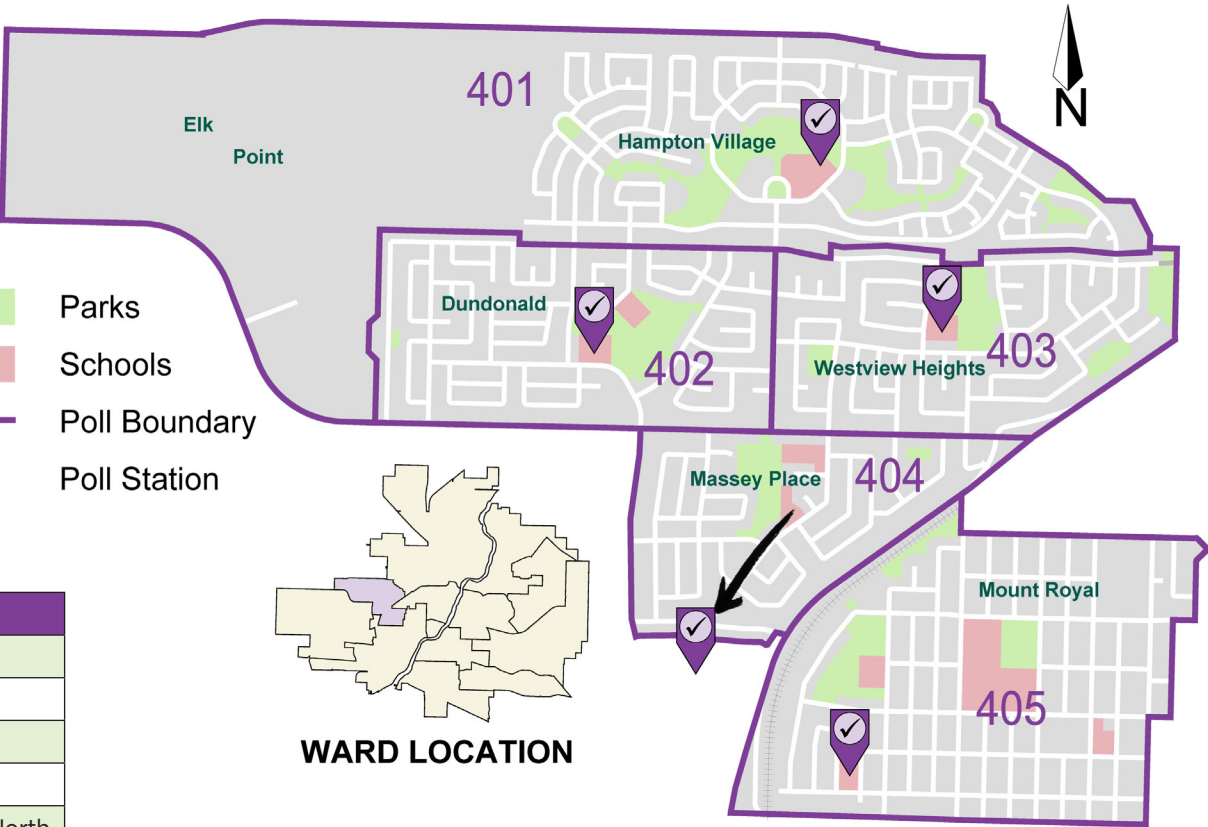 401
N
Elk
Point
Hampton Village
Parks
Dundonald
Schools
402
403
Westview Heights
Poll Boundary
Poll Station
Massey Place
404
Mount Royal
405
WARD LOCATION